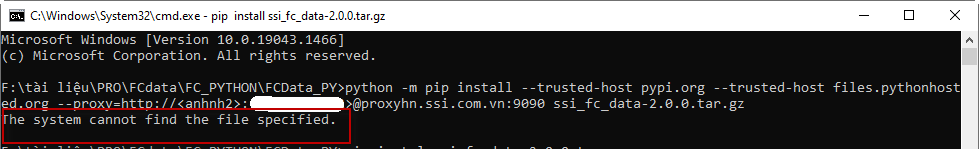 C:\Windows\System32\cmd.exe - pip install ssi_fc_data-2.0.0.tar.gz
Microsoft Windows [Version 10.0.19043.1466]
(c) Microsoft Corporation. All rights reserved.
F:\tài liệu\PRO\FCdata\FC_PYTHON\FCData_PY>python -m pip install --trusted-host pypi.org --trusted-host files.pythonhost
ed.org --proxy=http://<anhnh2>: >@proxyhn.ssi.com.vn:9090 ssi_fc_data-2.0.0.tar.gz
The system cannot find the file specified.